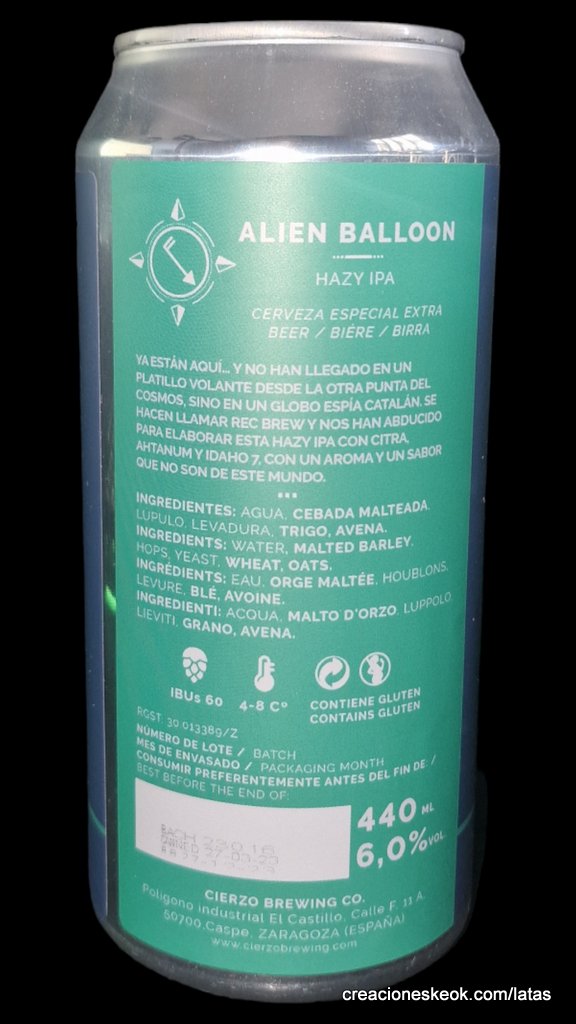 ALIEN BALLOON
HAZY IPA
CERVEZA ESPECIAL EXTRA
BEER / BIÈRE / BIRRA
YA ESTÁN AQUÍ... Y NO HAN LLEGADO EN UN
PLATILLO VOLANTE DESDE LA OTRA PUNTA DEL
COSMOS, SINO EN UN GLOBO ESPÍA CATALÁN. SE
HACEN LLAMAR REC BREW Y NOS HAN ABDUCIDO
PARA ELABORAR ESTA HAZY IPA CON CITRA,
AHTANUM Y IDAHO 7, CON UN AROMA Y UN SABOR
QUE NO SON DE ESTE MUNDO.
INGREDIENTES: AGUA, CEBADA MALTEADA,
LUPULO, LEVADURA, TRIGO, AVENA.
INGREDIENTS: WATER, MALTED BARLEY,
HOPS, YEAST, WHEAT, OATS.
INGRÉDIENTS: EAU, ORGE MALTÉE, HOUBLONS,
LEVURE, BLÉ, AVOINE.
INGREDIENTI: ACQUA, MALTO D'ORZO, LUPPOLO,
LIEVITI, GRANO, AVENA.
IBUs 60
4-8 Cº
CONTIENE GLUTEN
CONTAINS GLUTEN
RGST: 30.013389/Z
NÚMERO DE LOTE / BATCH
MES DE ENVASADO / PACKAGING MONTH
CONSUMIR PREFERENTEMENTE ANTES DEL FIN DE: /
BEST BEFORE THE END OF:
440 ML
6,0% VOL.
CIERZO BREWING CO.
Polígono industrial El Castillo, Calle F, 11 A,
50700,Caspe, ZARAGOZA (ESPAÑA)
www.cierzobrewing.com
creacioneskeok.com/latas